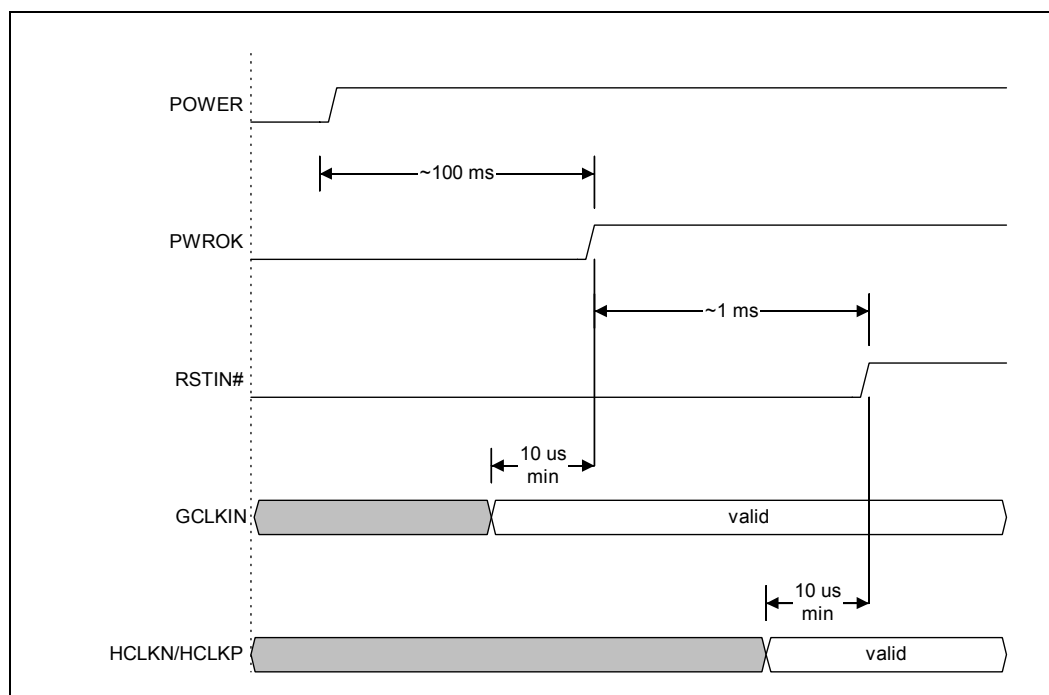 POWER
~100 ms
PWROK
~1 ms
RSTIN#
10 us
min
GCLKIN
valid
10 us
min
HCLKN/HCLKP
valid